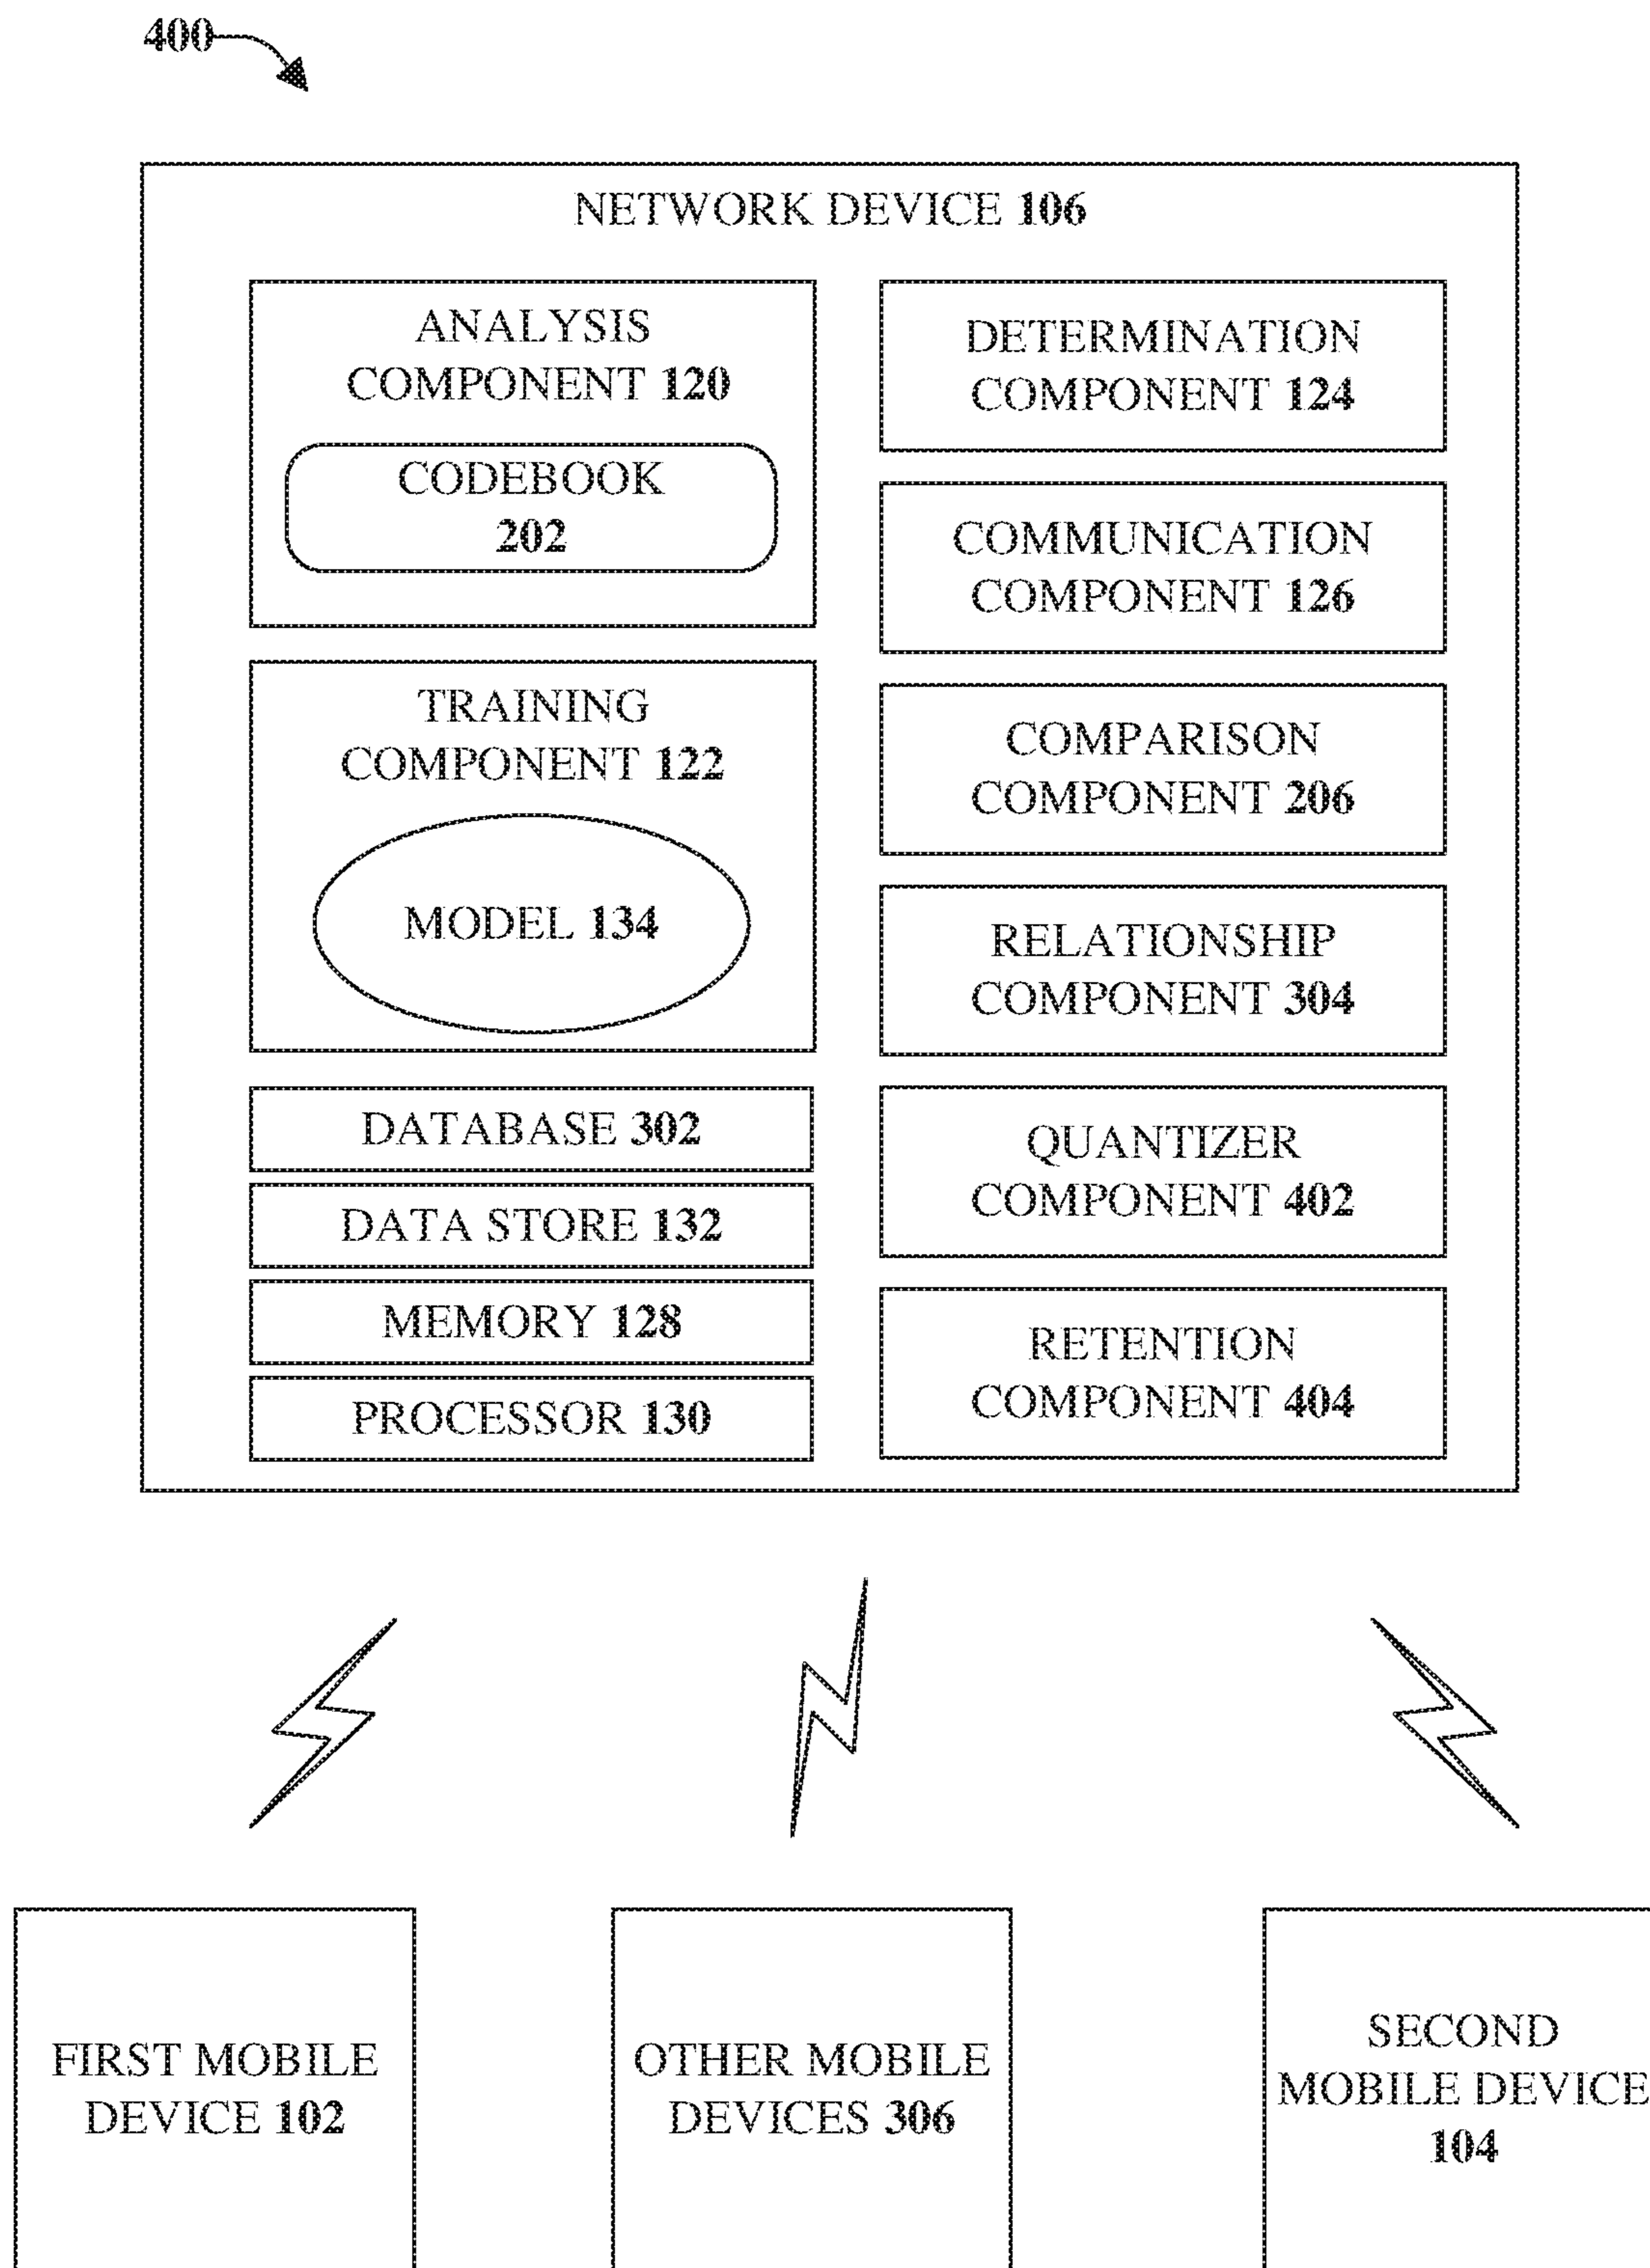 400
NETWORK DEVICE 106
ANALYSIS
COMPONENT 120
CODEBOOK
202
TRAINING
COMPONENT 122
MODEL 134
DATABASE 302
DATA STORE 132
MEMORY 128
PROCESSOR 130
DETERMINATION
COMPONENT 124
COMMUNICATION
COMPONENT 126
COMPARISON
COMPONENT 206
RELATIONSHIP
COMPONENT 304
QUANTIZER
COMPONENT 402
RETENTION
COMPONENT 404
FIRST MOBILE
DEVICE 102
OTHER MOBILE
DEVICES 306
SECOND
MOBILE DEVICE
104